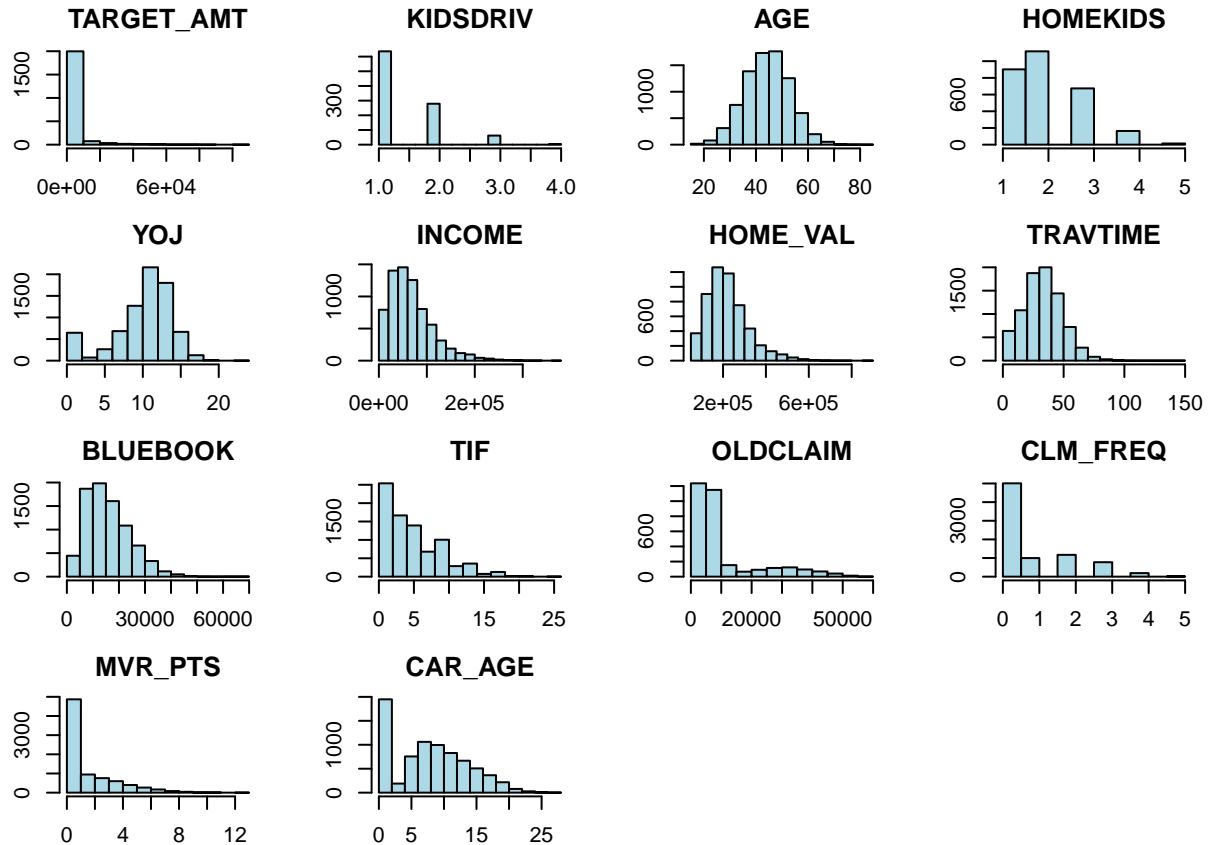 TARGET_AMT KIDSDRIV AGE HOMEKIDS
0 1500
0 300
0 1000
0 600
0e+00 6e+04
1.0 2.0 3.0 4.0
20 40 60 80
1 2 3 4 5
YOJ INCOME HOME_VAL TRAVTIME
0 1500
0 1000
0 600
0 1500
0 5 10 20
0e+00 2e+05
2e+05 6e+05
0 50 100 150
BLUEBOOK TIF OLDCLAIM CLM_FREQ
0 1500
0 1500
0 600
0 3000
0 30000 60000
0 5 15 25
0 20000 50000
0 1 2 3 4 5
MVR_PTS CAR_AGE
0 3000
0 1000
0 4 8 12
0 5 15 25